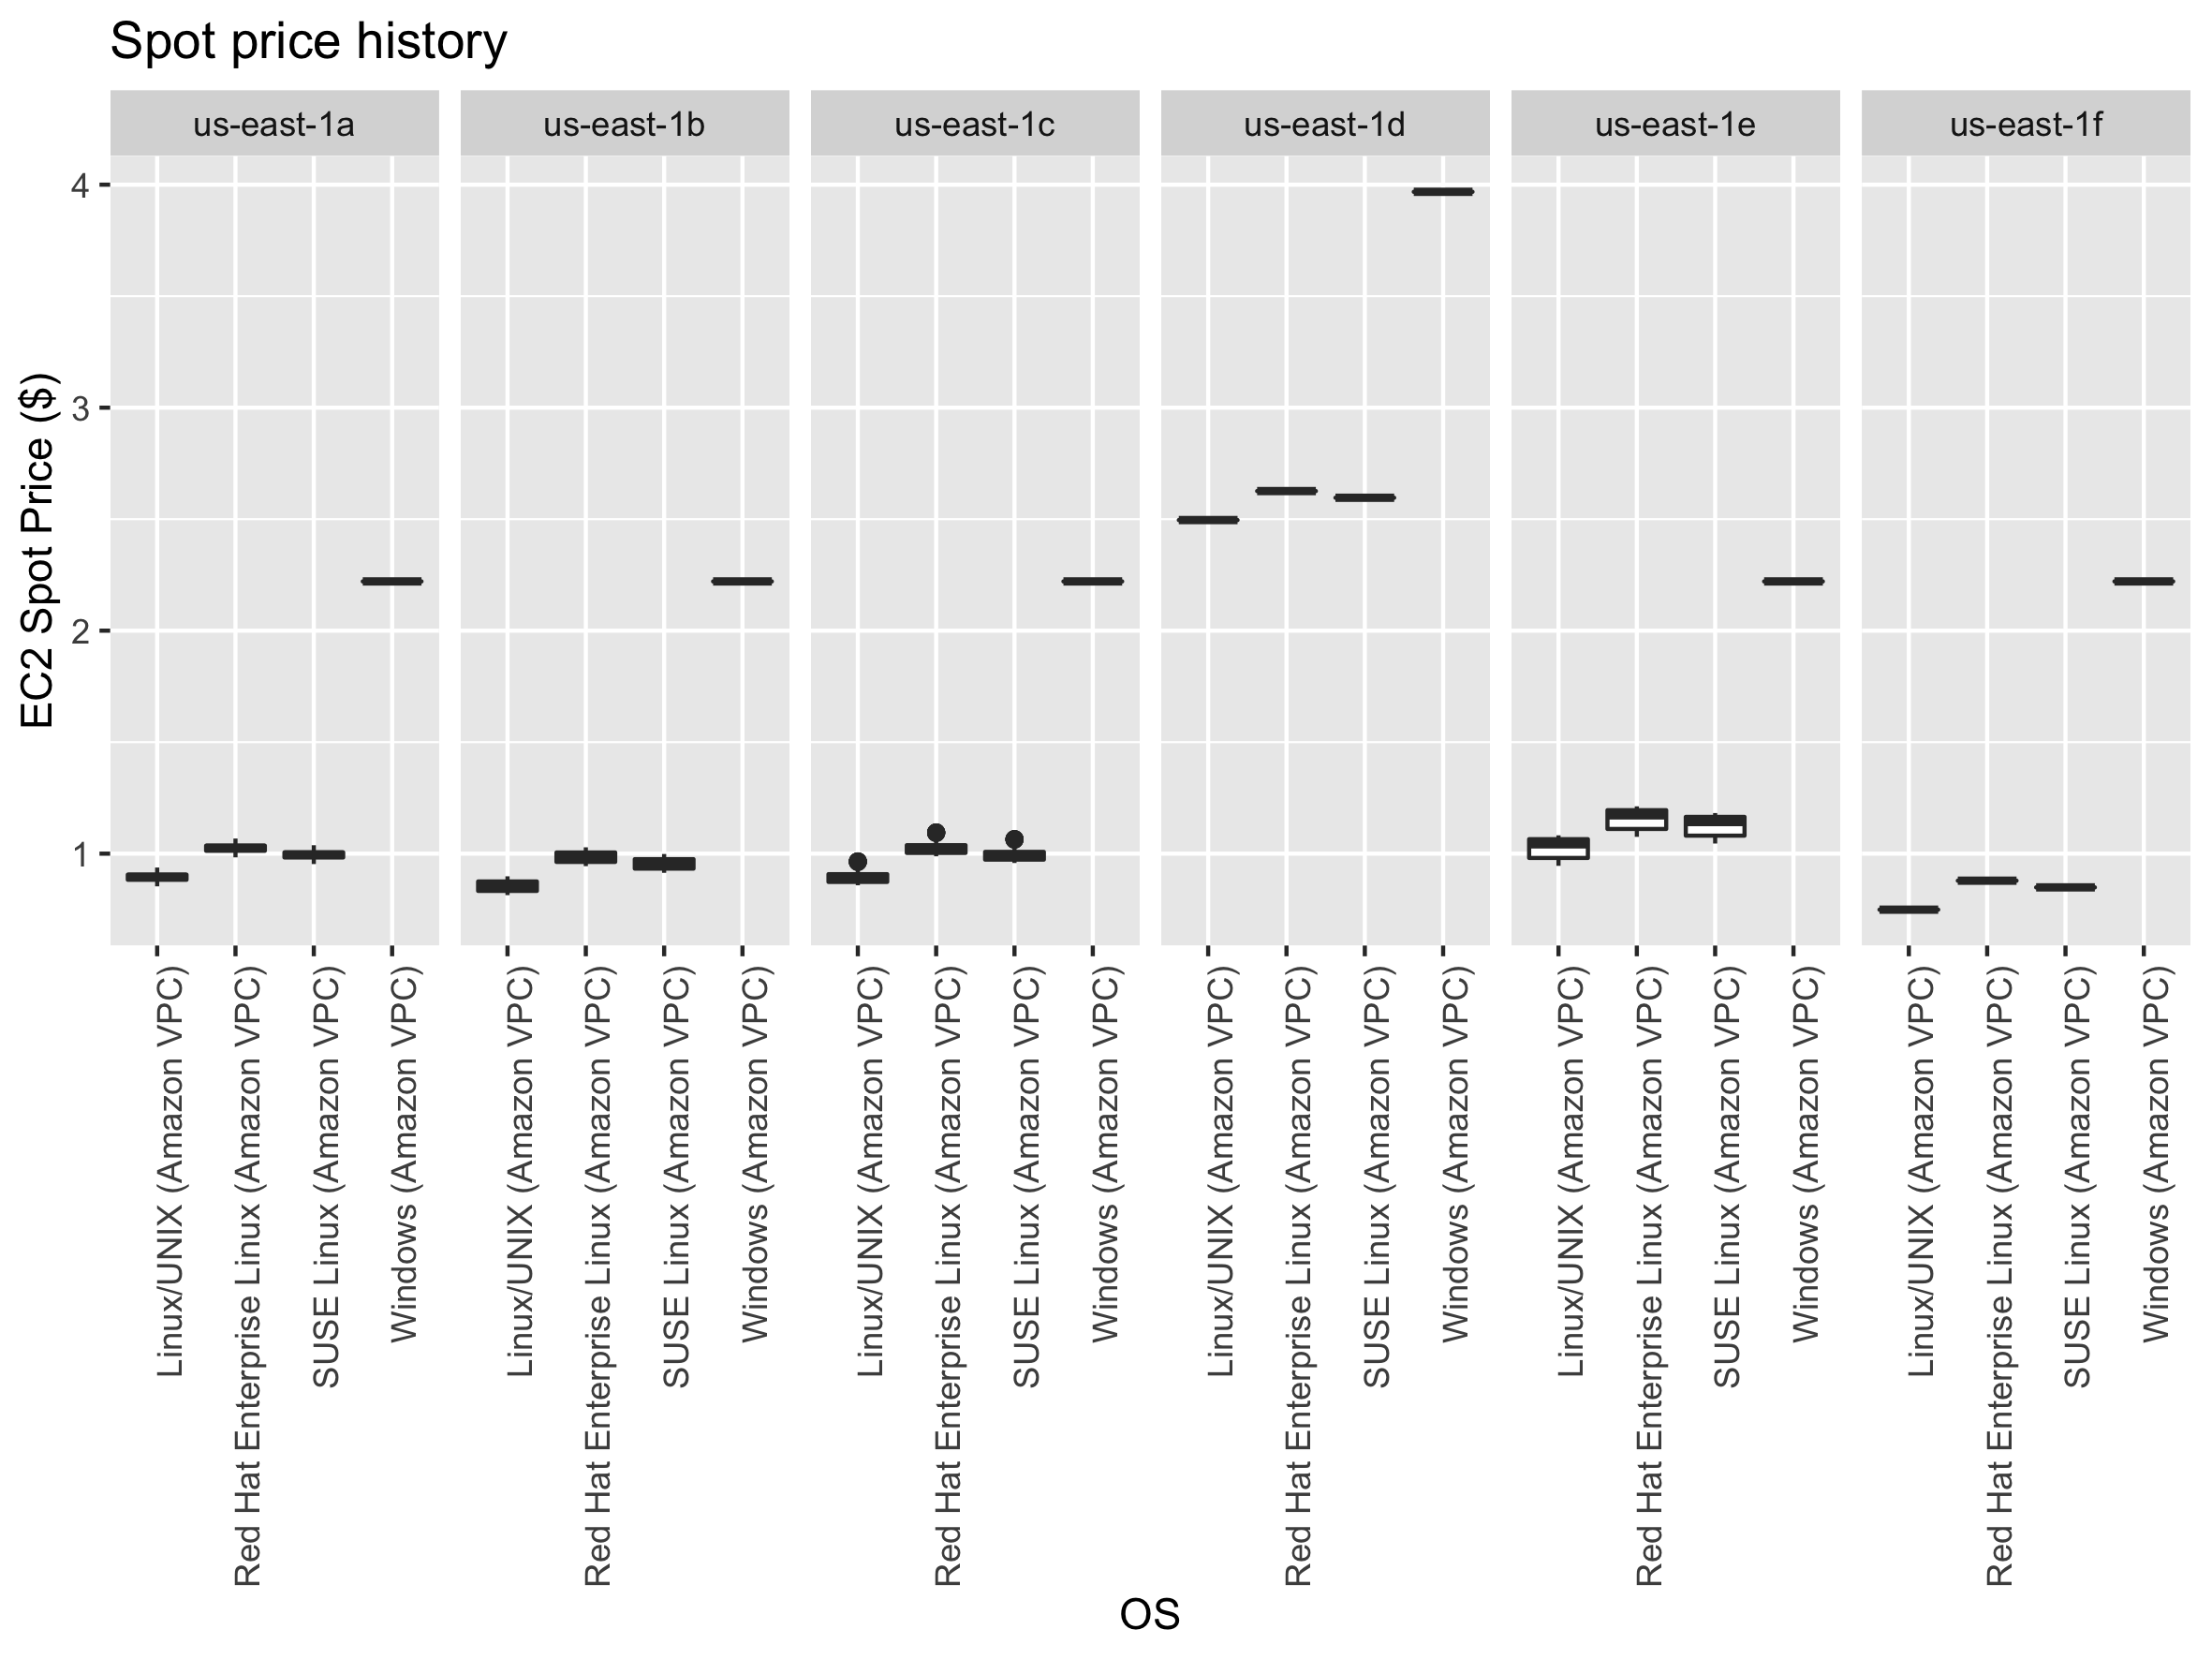 Spot price history
us-east-1a
us-east-1b
us-east-1c
us-east-1d
us-east-1e
us-east-1f
EC2 Spot Price ($)
4
3
2
1
Linux/UNIX (Amazon VPC)
Red Hat Enterprise Linux (Amazon VPC)
SUSE Linux (Amazon VPC)
Windows (Amazon VPC)
Linux/UNIX (Amazon VPC)
Red Hat Enterprise Linux (Amazon VPC)
SUSE Linux (Amazon VPC)
Windows (Amazon VPC)
Linux/UNIX (Amazon VPC)
Red Hat Enterprise Linux (Amazon VPC)
SUSE Linux (Amazon VPC)
Windows (Amazon VPC)
Linux/UNIX (Amazon VPC)
Red Hat Enterprise Linux (Amazon VPC)
SUSE Linux (Amazon VPC)
Windows (Amazon VPC)
Linux/UNIX (Amazon VPC)
Red Hat Enterprise Linux (Amazon VPC)
SUSE Linux (Amazon VPC)
Windows (Amazon VPC)
Linux/UNIX (Amazon VPC)
Red Hat Enterprise Linux (Amazon VPC)
SUSE Linux (Amazon VPC)
Windows (Amazon VPC)
OS